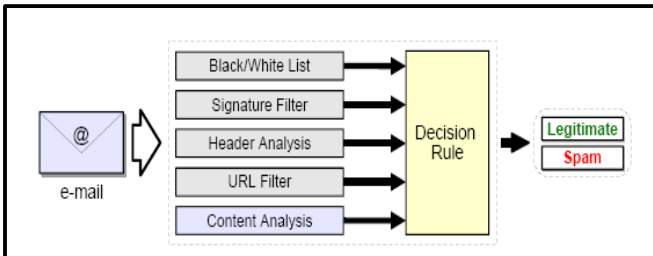 @
e-mail
Black/White List
Signature Filter
Header Analysis
URL Filter
Content Analysis
Decision
Rule
Legitimate
Spam